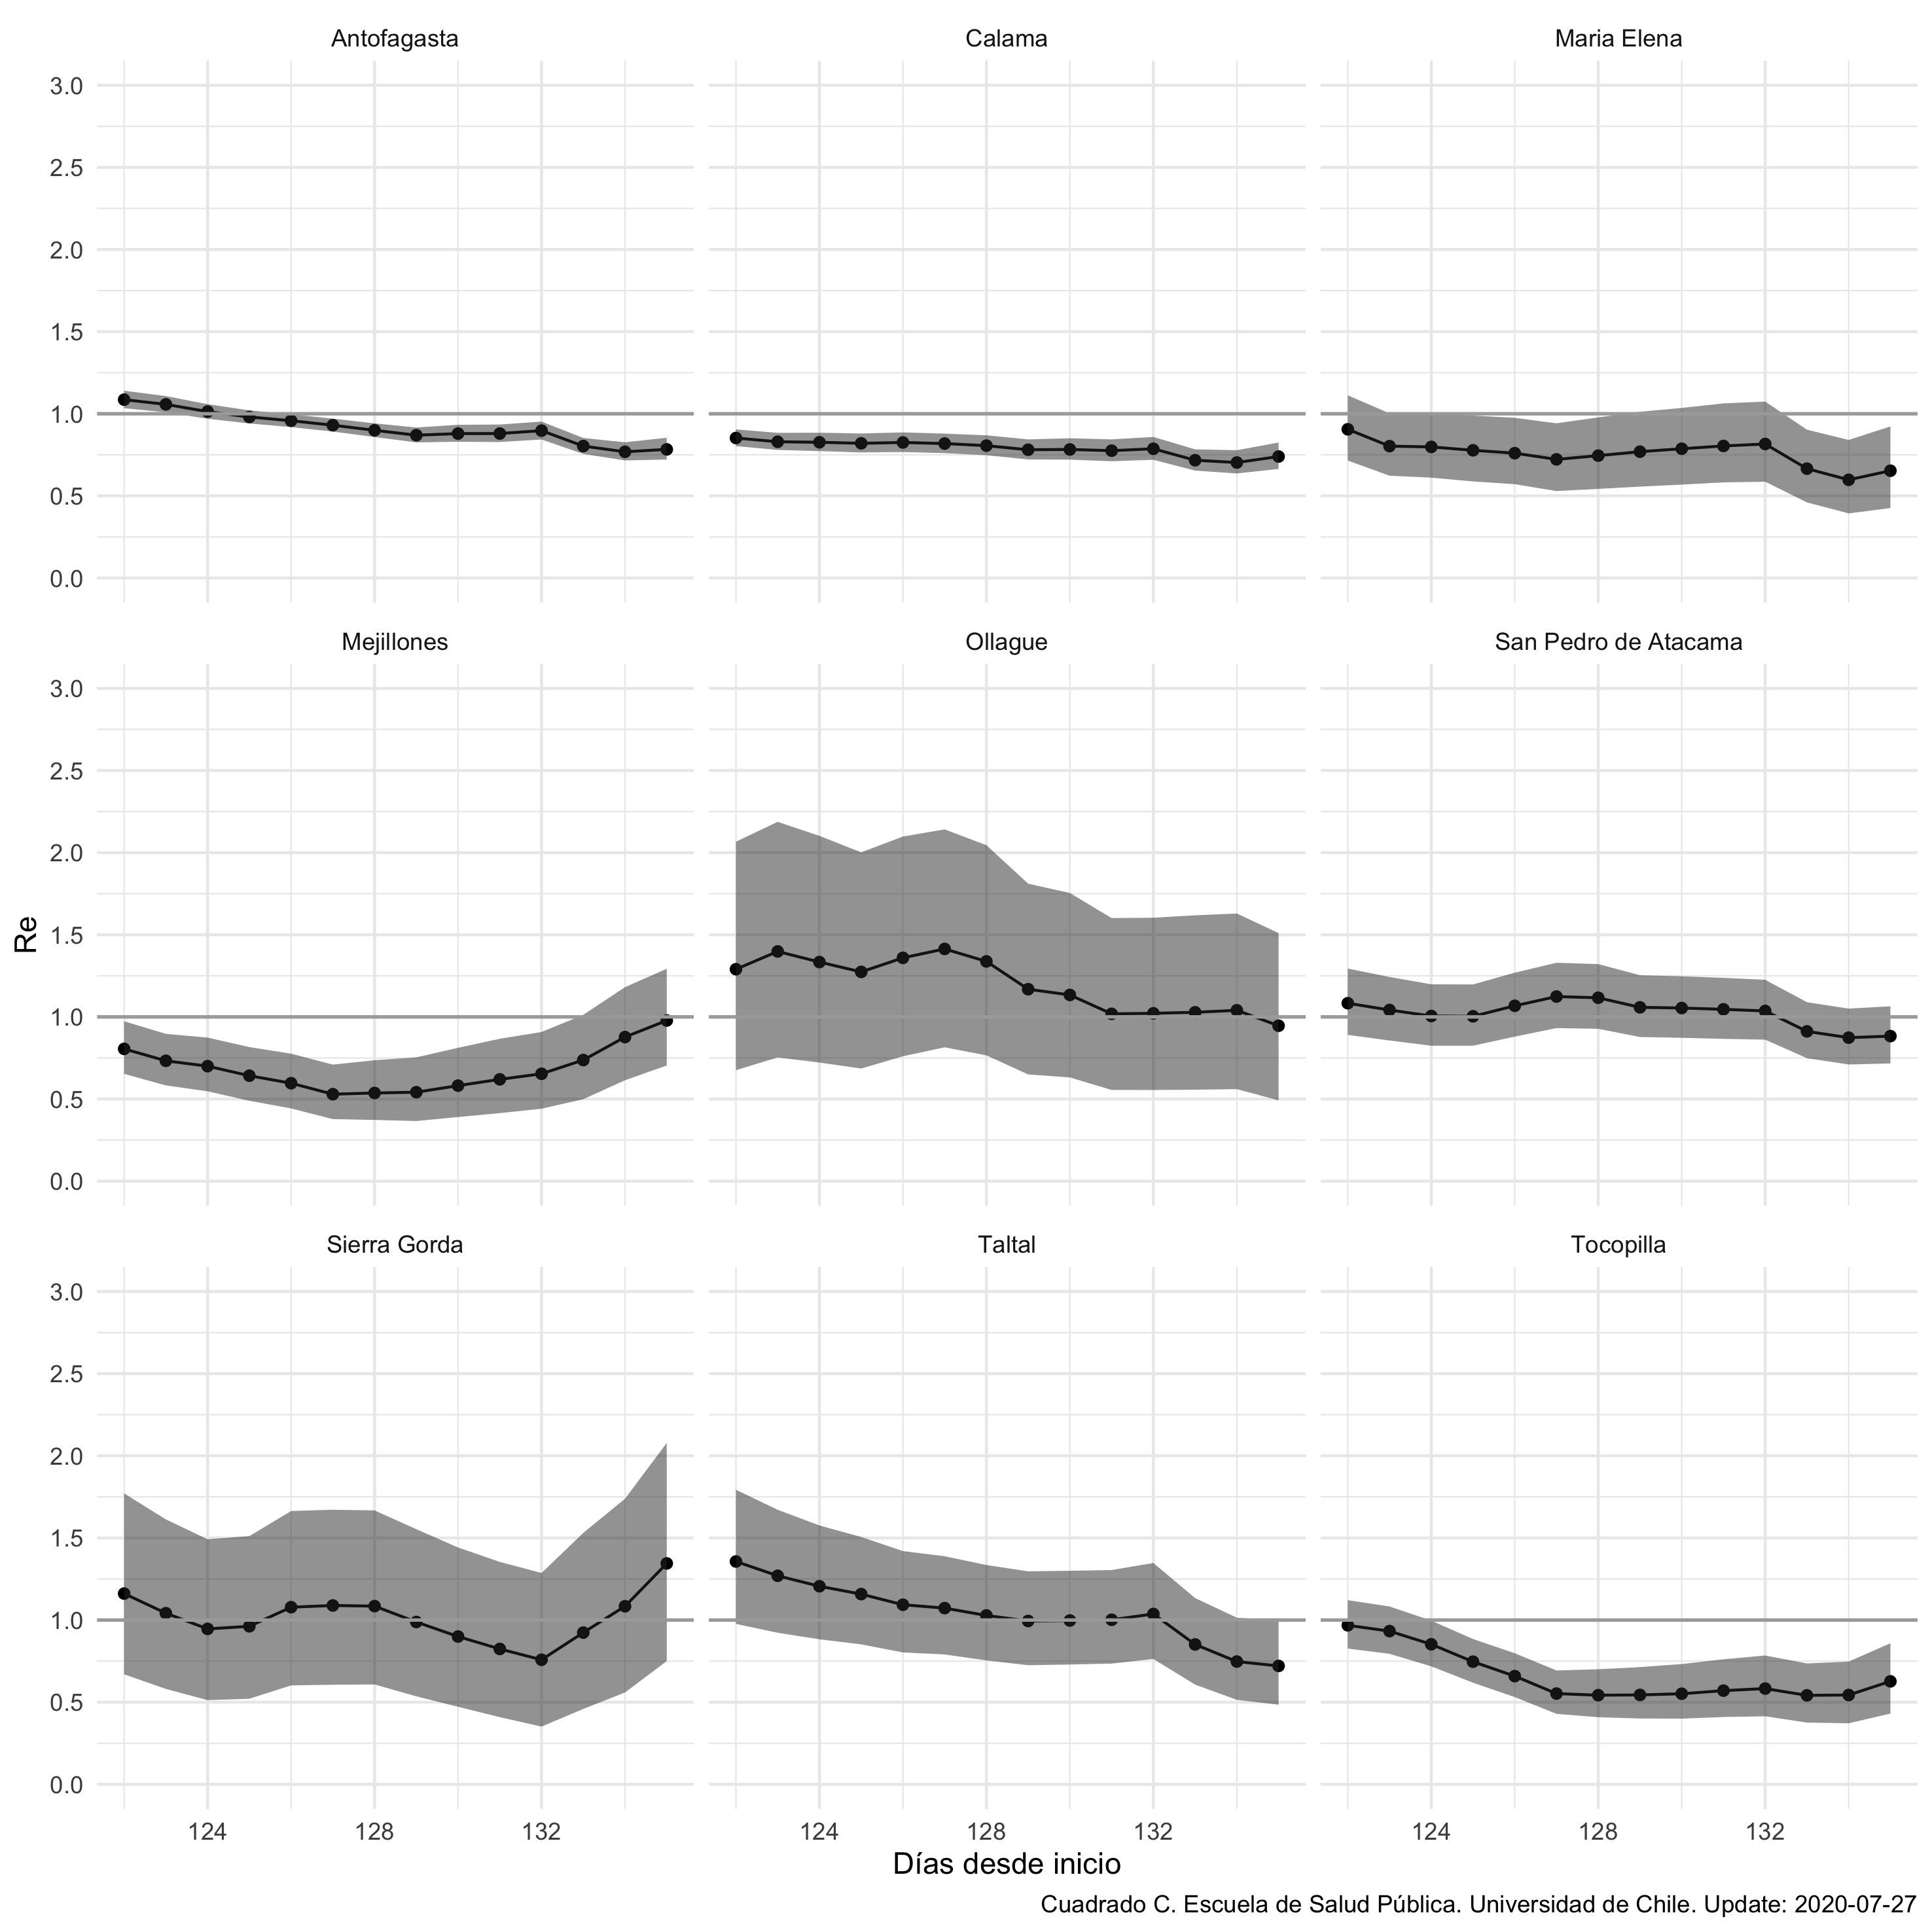 Antofagasta
Calama
Maria Elena
3.0
2.5
2.0
1.5
1.0
0.5
0.0
Mejillones
Ollague
San Pedro de Atacama
3.0
2.5
2.0
1.5
1.0
0.5
0.0
Re
Sierra Gorda
Taltal
Tocopilla
3.0
2.5
2.0
1.5
1.0
0.5
0.0
124 128 132
124 128 132
124 128 132
Días desde inicio
Cuadrado C. Escuela de Salud Pública. Universidad de Chile. Update: 2020-07-27